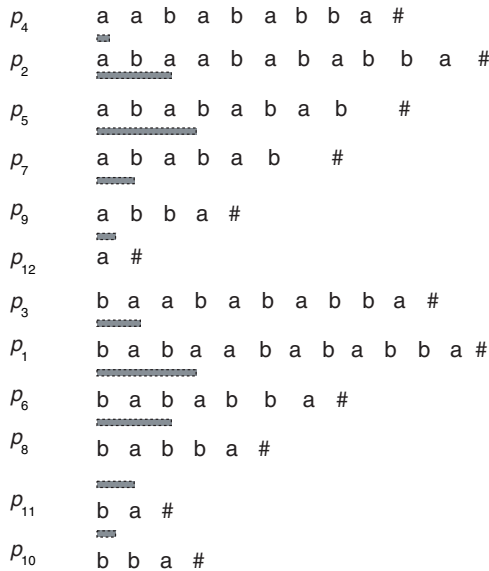 p4 a a b a b a b b a #
p2 a b a a b a b a b b a #
p5 a b a b a b a b #
p7 a b a b a b #
p9 a b b a #
p12 a #
p3 b a a b a b a b b a #
p1 b a b a a b a b a b b a #
p6 b a b a b b a #
p8 b a b b a #
p11 b a #
p10 b b a #